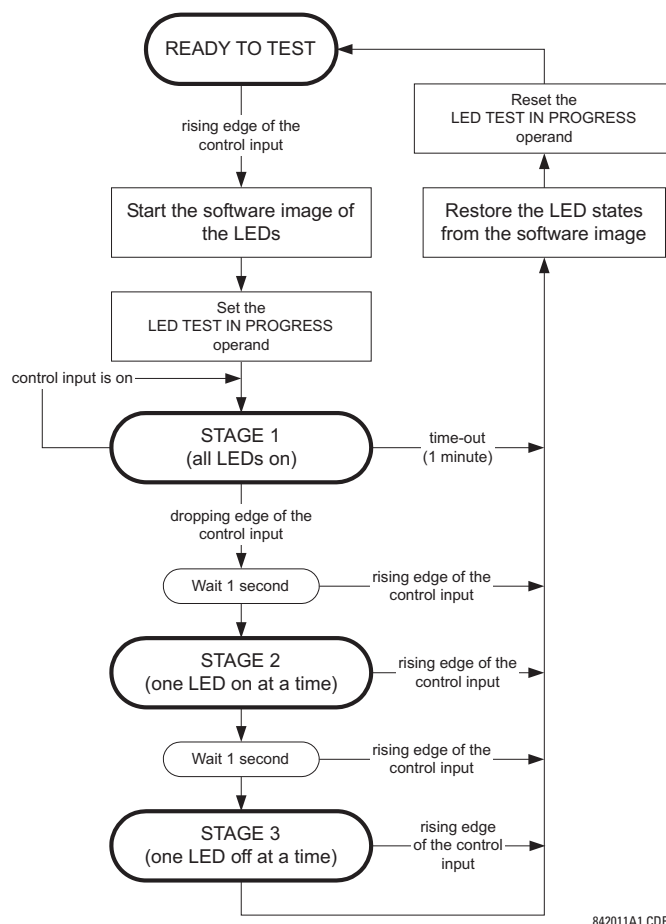 READY TO TEST
rising edge of the
control input
Start the software image of
the LEDs
Set the
LED TEST IN PROGRESS
operand
control input is on
STAGE 1
(all LEDs on)
time-out
(1 minute)
dropping edge of the
control input
Wait 1 second
rising edge of the
control input
STAGE 2
(one LED on at a time)
rising edge of the
control input
Wait 1 second
rising edge of the
control input
STAGE 3
(one LED off at a time)
rising edge
of the control
input
Reset the
LED TEST IN PROGRESS
operand
Restore the LED states
from the software image